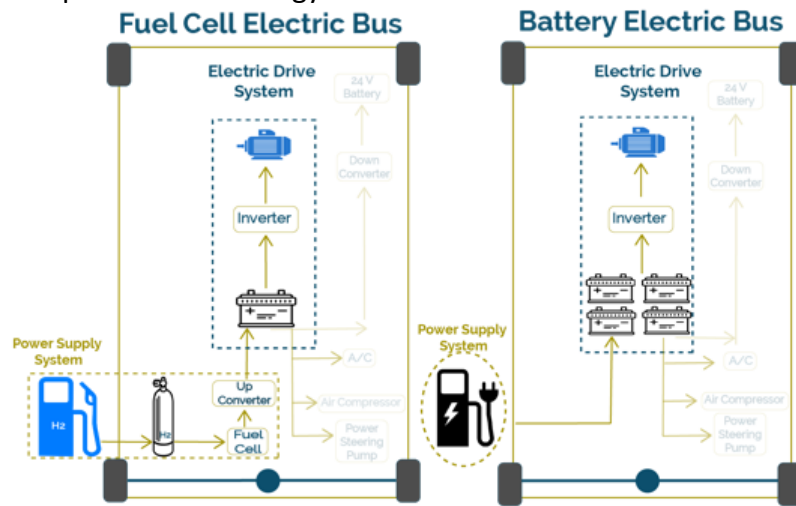 Fuel Cell Electric Bus
Electric Drive
System
24 V
Battery
Down
Converter
Inverter
Power Supply
System
H2
H2
Up
Converter
Fuel
Cell
A/C
Air Compressor
Power
Steering
Pump
Battery Electric Bus
Electric Drive
System
24 V
Battery
Down
Converter
Inverter
Power Supply
System
A/C
Air Compressor
Power
Steering
Pump